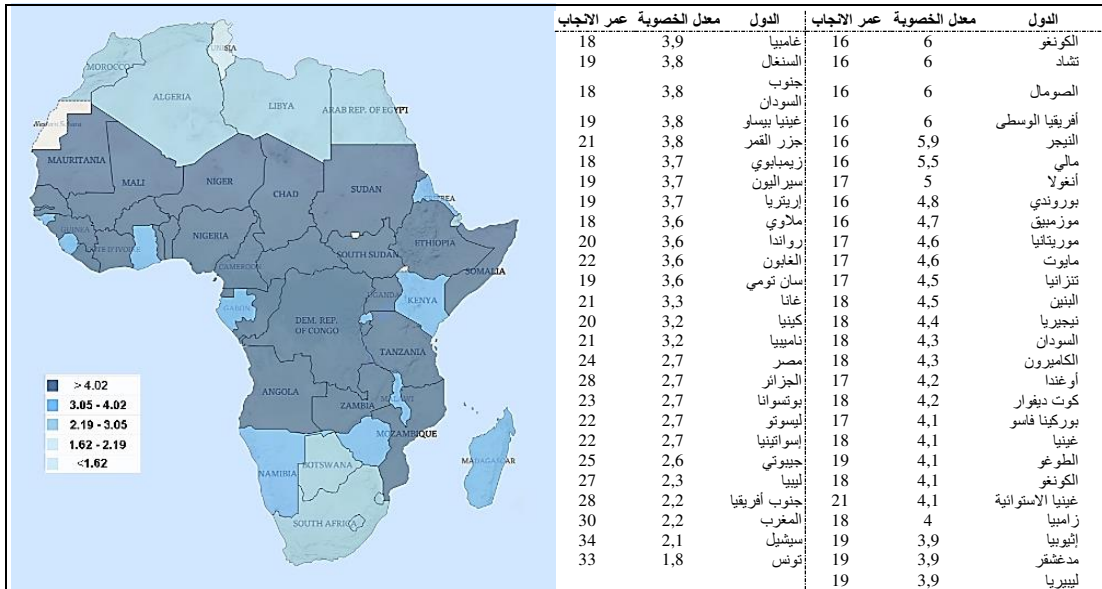 TUNISIA
MOROCCO
ALGERIA
LIBYA
ARAB REP. OF EGYPT
Western Sahara
MAURITANIA
MALI
NIGER
CHAD
SUDAN
GUINEA
NIGERIA
ETHIOPIA
CAMEROON
SOUTH SUDAN
SOMALIA
GABON
UGANDA
KENYA
DEM. REP.
OF CONGO
TANZANIA
ANGOLA
ZAMBIA
MALAWI
MOZAMBIQUE
MADAGASCAR
NAMIBIA
BOTSWANA
SOUTH AFRICA
> 4.02
3.05 - 4.02
2.19 - 3.05
1.62 - 2.19
<1.62
الدول معدل الخصوبة عمر الانجاب الدول معدل الخصوبة عمر الانجاب
الكونغو 6 16 غامبيا 3,9 18
تشاد 6 16 السنغال 3,8 19
الصومال 6 16 جنوب السودان 3,8 18
أفريقيا الوسطى 6 16 غينيا بيساو 3,8 19
النيجر 5,9 16 جزر القمر 3,8 21
مالي 5,5 16 زيمبابوي 3,7 18
أنغولا 5 17 سيراليون 3,7 19
بوروندي 4,8 16 إريتريا 3,7 19
موزمبيق 4,7 16 ملاوي 3,6 18
موريتانيا 4,6 17 رواندا 3,6 20
مايوت 4,6 17 الغابون 3,6 22
تنزانيا 4,5 17 سان تومي 3,6 19
البنين 4,5 18 غانا 3,3 21
نيجيريا 4,4 18 كينيا 3,2 20
السودان 4,3 18 ناميبيا 3,2 21
الكاميرون 4,3 18 مصر 2,7 24
أوغندا 4,2 17 الجزائر 2,7 28
كوت ديفوار 4,2 18 بوتسوانا 2,7 23
بوركينا فاسو 4,1 17 ليسوتو 2,7 22
غينيا 4,1 18 إسواتينيا 2,7 22
الطوغو 4,1 19 جيبوتي 2,6 25
الكونغو 4,1 18 ليبيا 2,3 27
غينيا الاستوائية 4,1 21 جنوب أفريقيا 2,2 28
زامبيا 4 18 المغرب 2,2 30
إثيوبيا 3,9 19 سيشيل 2,1 34
مدغشقر 3,9 19 تونس 1,8 33
ليبيريا 3,9 19